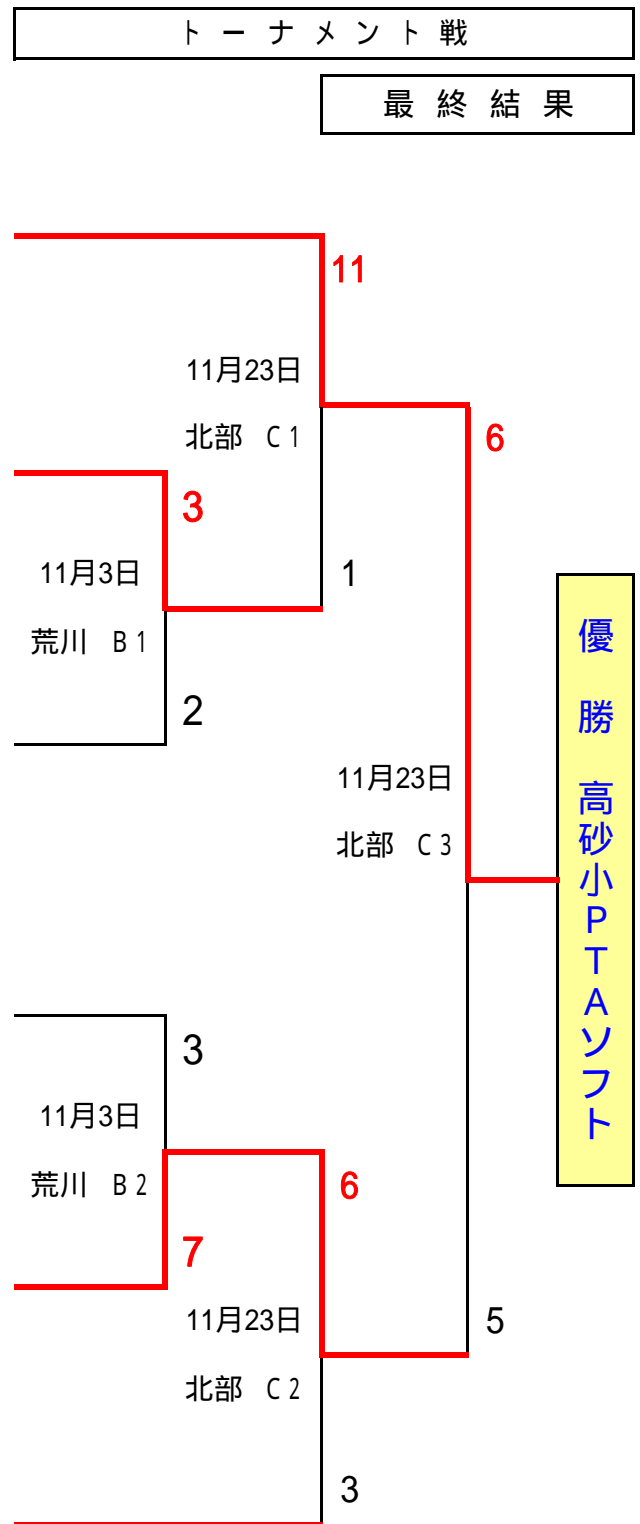 トーナメント戦
最終結果
11
11月23日
北部 C1
6
3
11月3日
1
荒川 B1
2
11月23日
北部 C3
優勝 高砂小PTAソフト
3
11月3日
荒川 B2
6
7
11月23日
5
北部 C2
3